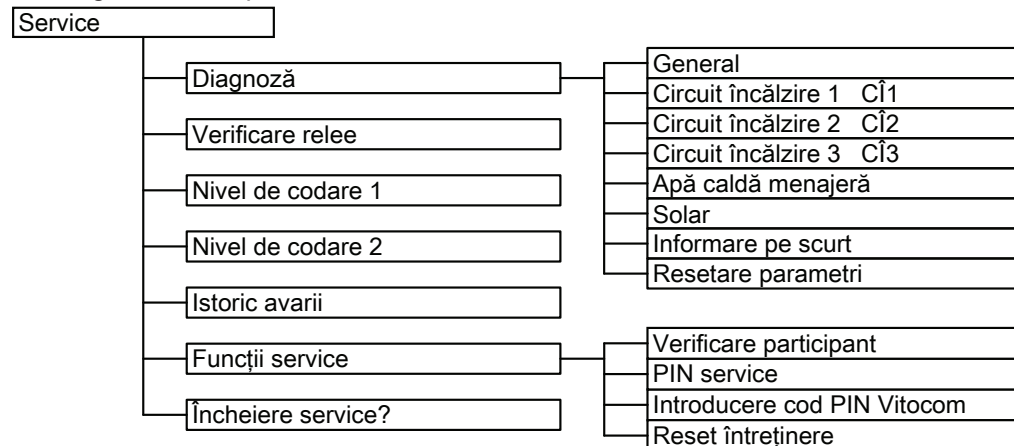 Service
Diagnoză
Verificare relee
Nivel de codare 1
Nivel de codare 2
Istoric avarii
Funcții service
Încheiere service?
General
Circuit încălzire 1 CÎ1
Circuit încălzire 2 CÎ2
Circuit încălzire 3 CÎ3
Apă caldă menajeră
Solar
Informare pe scurt
Resetare parametri
Verificare participant
PIN service
Introducere cod PIN Vitocom
Reset întreținere